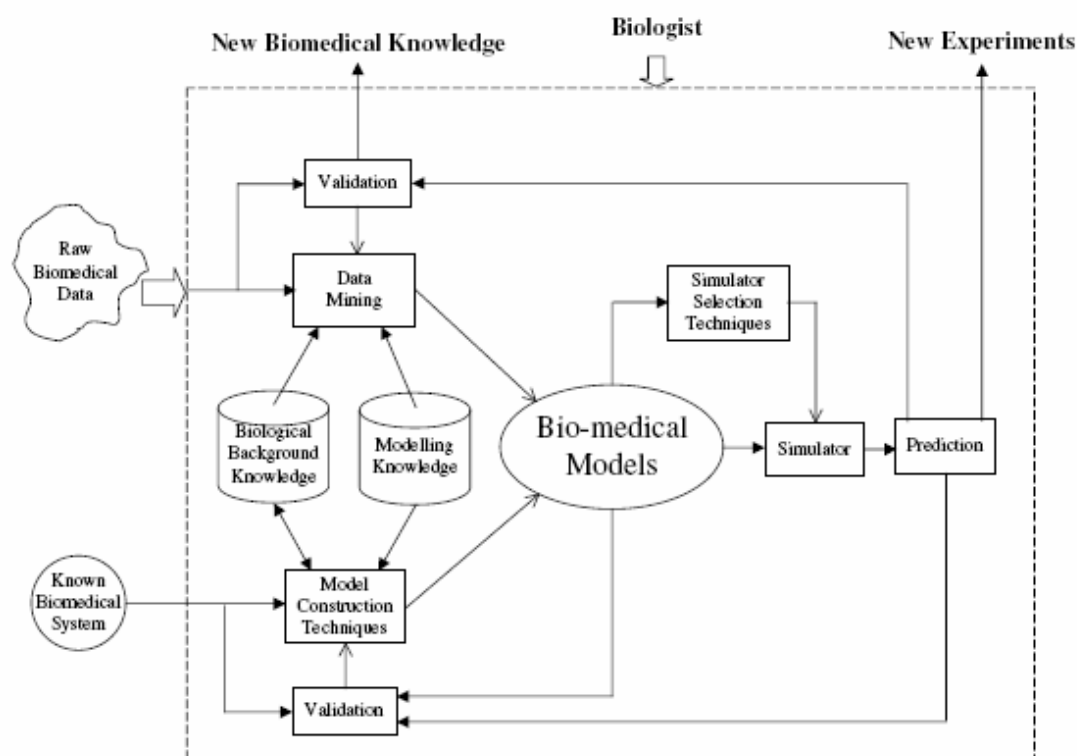 New Biomedical Knowledge
Biologist
New Experiments
Validation
Raw
Biomedical
Data
Data
Mining
Simulator
Selection
Techniques
Biological
Background
Knowledge
Modelling
Knowledge
Bio-medical
Models
Simulator
Prediction
Known
Biomedical
System
Model
Construction
Techniques
Validation